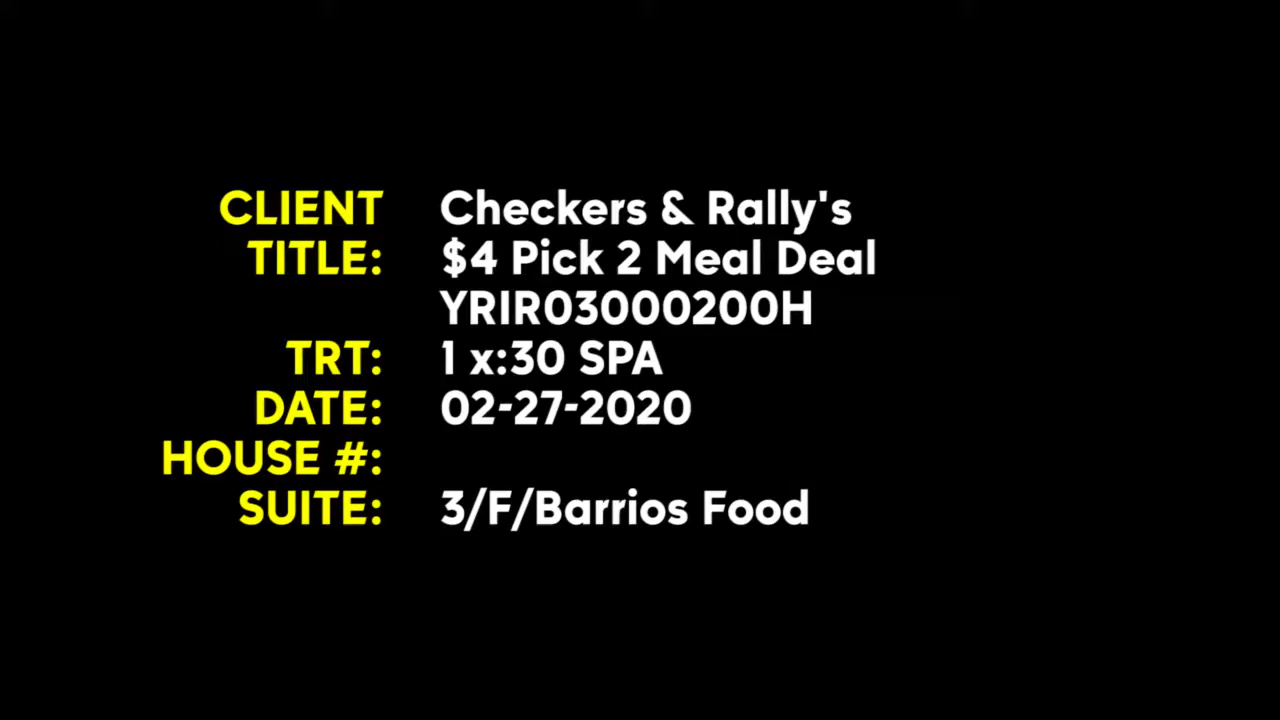 CLIENT Checkers & Rally's
TITLE: $4 Pick 2 Meal Deal
YRIR03000200H
TRT: 1 x:30 SPA
DATE: 02-27-2020
HOUSE #:
SUITE: 3/F/Barrios Food